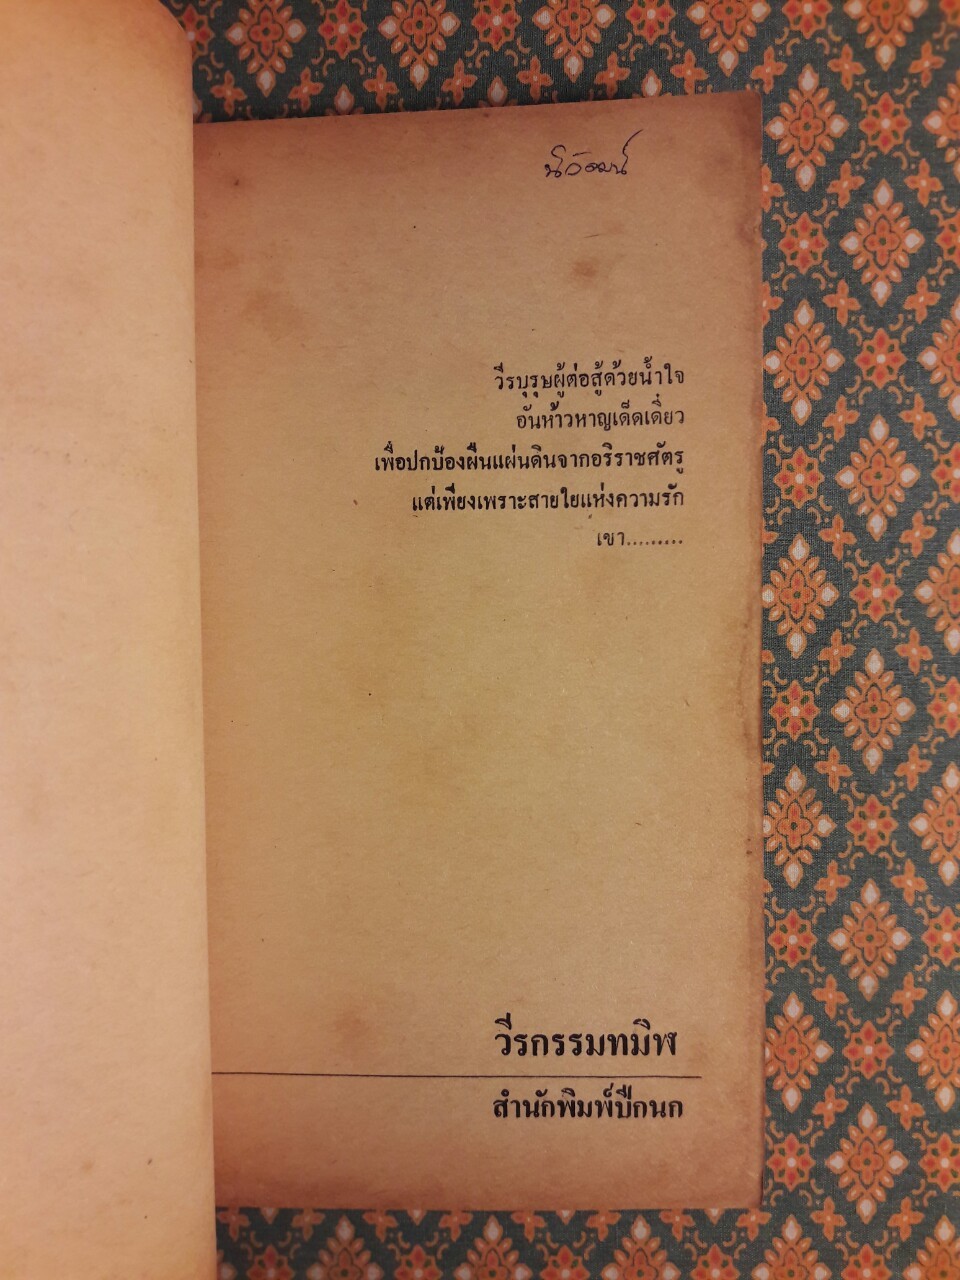 นิวัฒน์
วีรบุรุษผู้ต่อสู้ด้วยน้ำใจ
อันห้าวหาญเด็ดเดี่ยว
เพื่อปกป้องผืนแผ่นดินจากอริราชศัตรู
แต่เพียงเพราะสายใยแห่งความรัก
เขา.........
วีรกรรมทมิฬ
สำนักพิมพ์ปีกนก